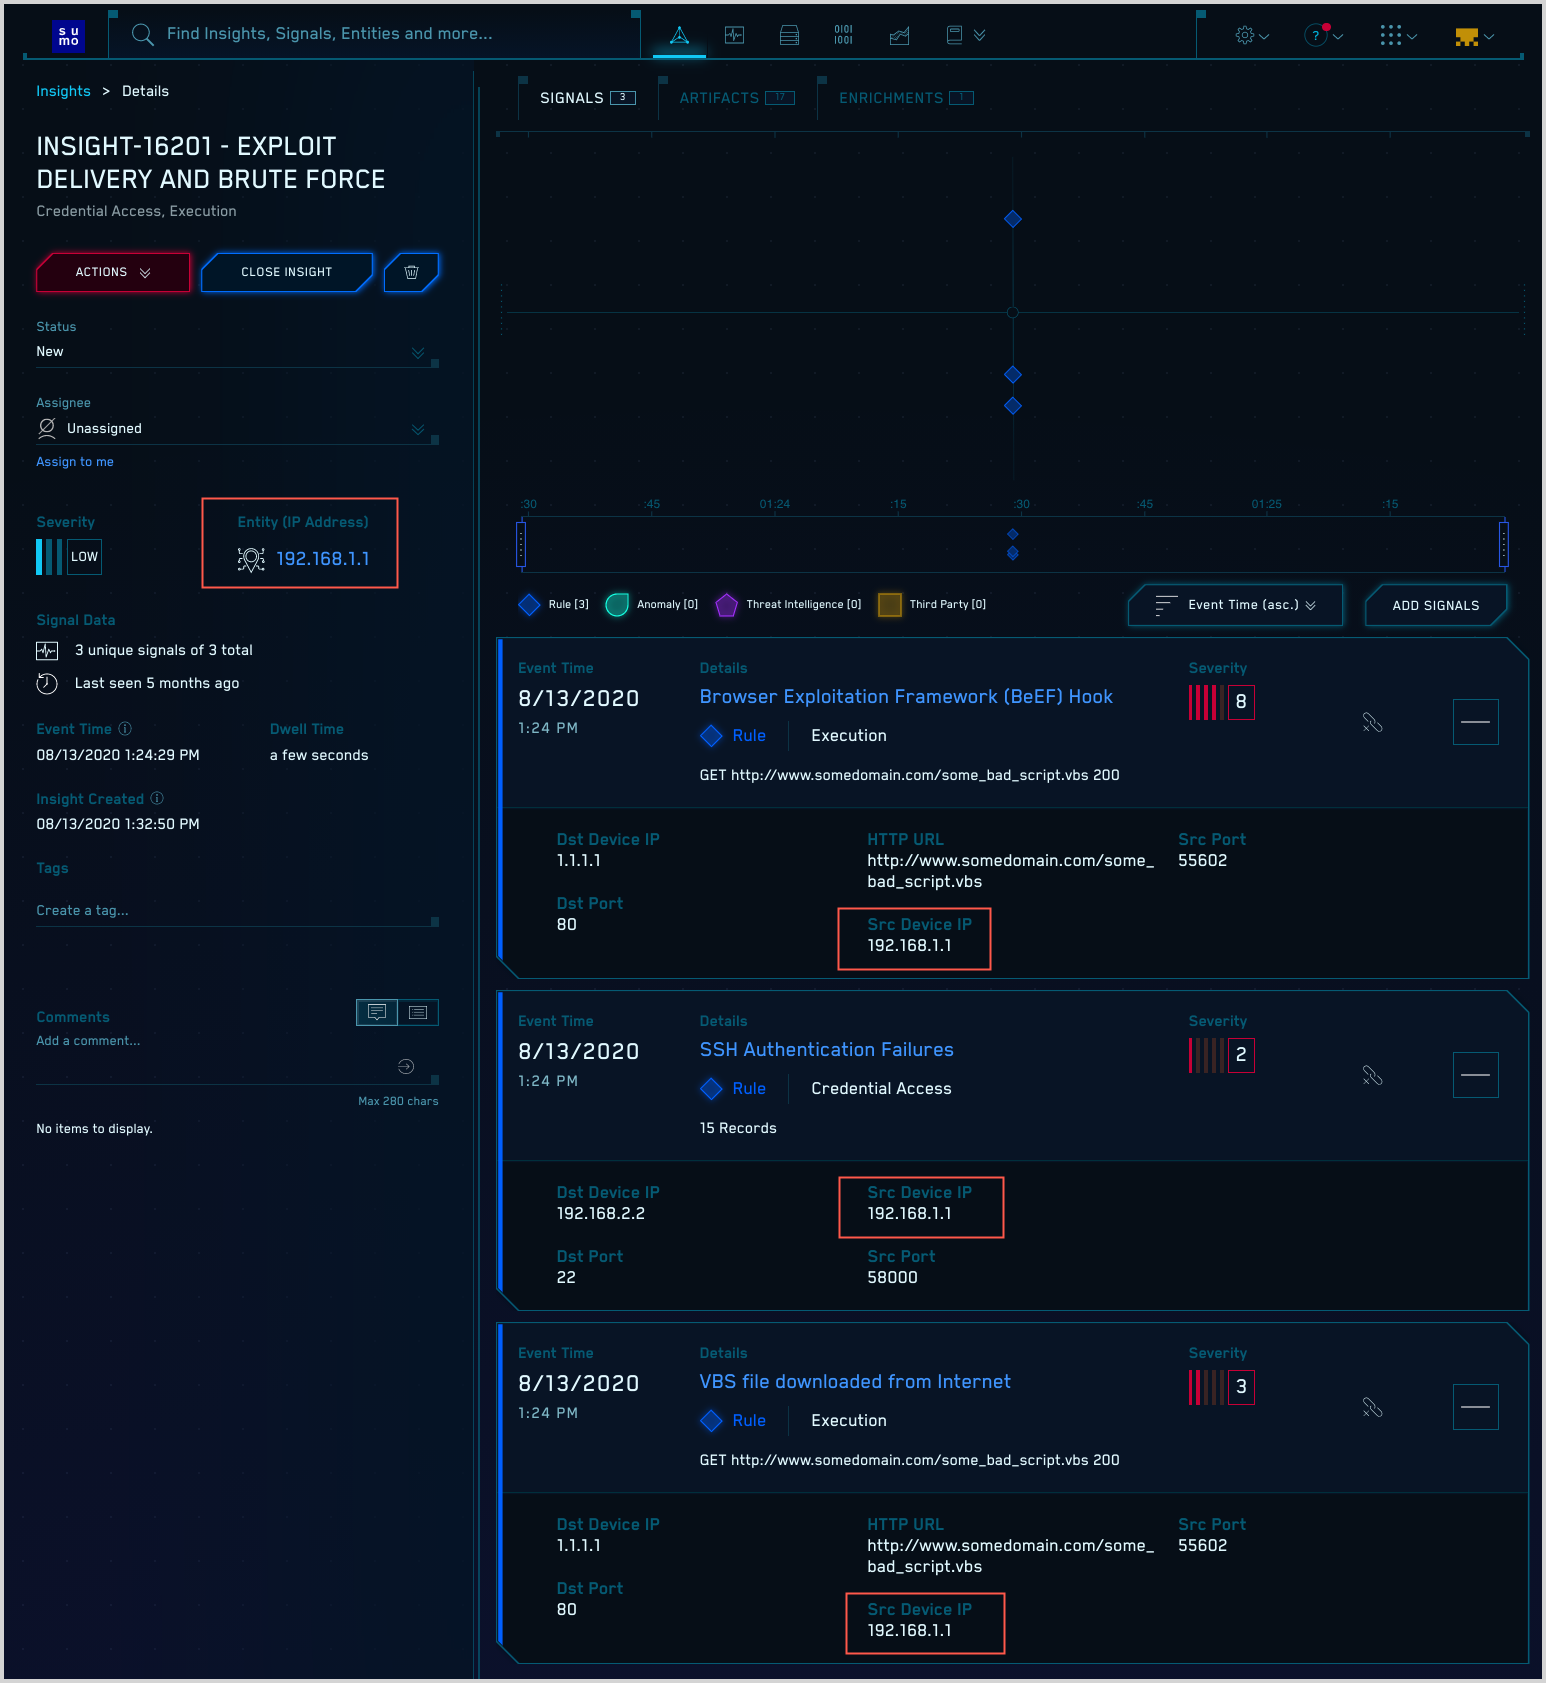 su
mo
Find Insights, Signals, Entities and more...
Insights > Details
INSIGHT-16201 - EXPLOIT
DELIVERY AND BRUTE FORCE
Credential Access, Execution
ACTIONS
CLOSE INSIGHT
Status
New
Assignee
Unassigned
Assign to me
Severity
LOW
Entity (IP Address)
192.168.1.1
Signal Data
3 unique signals of 3 total
Last seen 5 months ago
Event Time
08/13/2020 1:24:29 PM
Dwell Time
a few seconds
Insight Created
08/13/2020 1:32:50 PM
Tags
Create a tag...
Comments
Add a comment...
Max 280 chars
No items to display.
SIGNALS 3
ARTIFACTS 17
ENRICHMENTS 1
:30 :45 01:24 :15 :30 :45 01:25 :15
Rule [3] Anomaly [0] Threat Intelligence [0] Third Party [0]
Event Time (asc.)
ADD SIGNALS
Event Time
8/13/2020
1:24 PM
Details
Browser Exploitation Framework (BeEF) Hook
Rule Execution
GET http://www.somedomain.com/some_bad_script.vbs 200
Severity
8
Dst Device IP
1.1.1.1
Dst Port
80
HTTP URL
http://www.somedomain.com/some_
bad_script.vbs
Src Device IP
192.168.1.1
Src Port
55602
Event Time
8/13/2020
1:24 PM
Details
SSH Authentication Failures
Rule Credential Access
15 Records
Severity
2
Dst Device IP
192.168.2.2
Dst Port
22
Src Device IP
192.168.1.1
Src Port
58000
Event Time
8/13/2020
1:24 PM
Details
VBS file downloaded from Internet
Rule Execution
GET http://www.somedomain.com/some_bad_script.vbs 200
Severity
3
Dst Device IP
1.1.1.1
Dst Port
80
HTTP URL
http://www.somedomain.com/some_
bad_script.vbs
Src Device IP
192.168.1.1
Src Port
55602